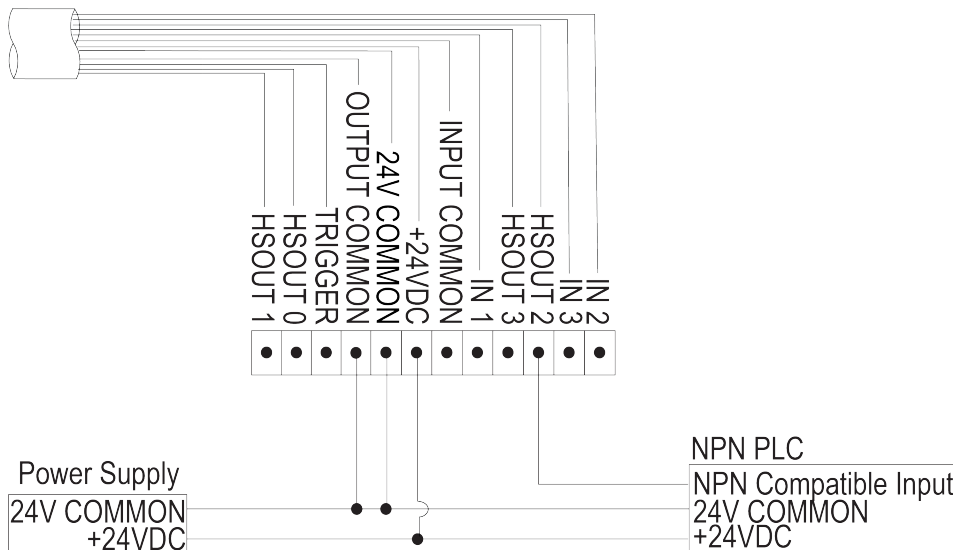 HSOUT 1
HSOUT 0
TRIGGER
OUTPUT COMMON
24V COMMON
+24VDC
INPUT COMMON
IN 1
HSOUT 3
HSOUT 2
IN 3
IN 2
Power Supply
24V COMMON
+24VDC
NPN PLC
NPN Compatible Input
24V COMMON
+24VDC